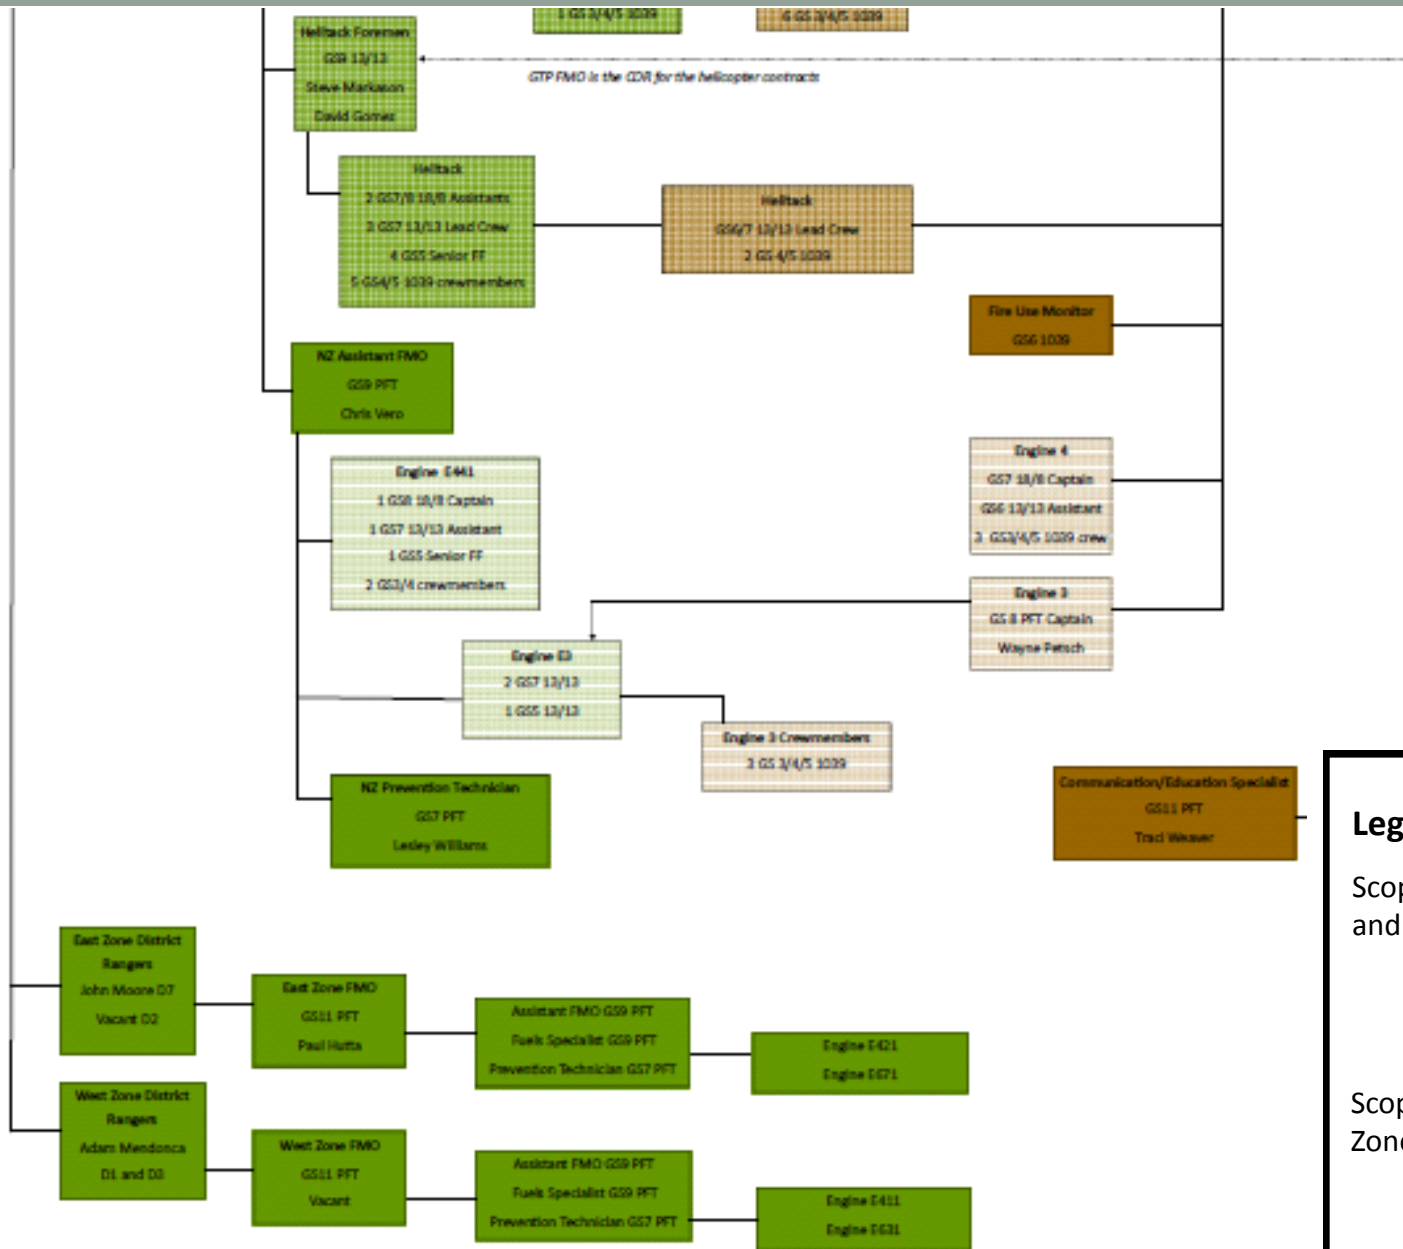 1 GS 3/4/5 1039
6 GS 3/4/5 1039
Helitack Foremen
GS9 13/13
Steve Markason
David Gomez
GTP FMO is the COR for the helicopter contracts
Helitack
2 GS7/8 18/8 Assistants
3 GS7 13/13 Lead Crew
4 GS5 Senior FF
5 GS4/5 1039 crewmembers
Helitack
GS6/7 13/13 Lead Crew
2 GS 4/5 1039
Fire Use Monitor
GS6 1039
NZ Assistant FMO
GS9 PFT
Chris Vero
Engine E441
1 GS8 18/8 Captain
1 GS7 13/13 Assistant
1 GS5 Senior FF
2 GS3/4 crewmembers
Engine 4
GS7 18/8 Captain
GS6 13/13 Assistant
3 GS3/4/5 1039 crew
Engine 3
GS 8 PFT Captain
Wayne Petsch
Engine E3
2 GS7 13/13
1 GS5 13/13
Engine 3 Crewmembers
3 GS 3/4/5 1039
NZ Prevention Technician
GS7 PFT
Lesley Williams
Communication/Education Specialist
GS11 PFT
Traci Weaver
Leg
Scop
and
Scop
Zone
East Zone District
Rangers
John Moore D7
Vacant D2
East Zone FMO
GS11 PFT
Paul Hutta
Assistant FMO GS9 PFT
Fuels Specialist GS9 PFT
Prevention Technician GS7 PFT
Engine E421
Engine E671
West Zone District
Rangers
Adam Mendonca
D1 and D3
West Zone FMO
GS11 PFT
Vacant
Assistant FMO GS9 PFT
Fuels Specialist GS9 PFT
Prevention Technician GS7 PFT
Engine E411
Engine E631